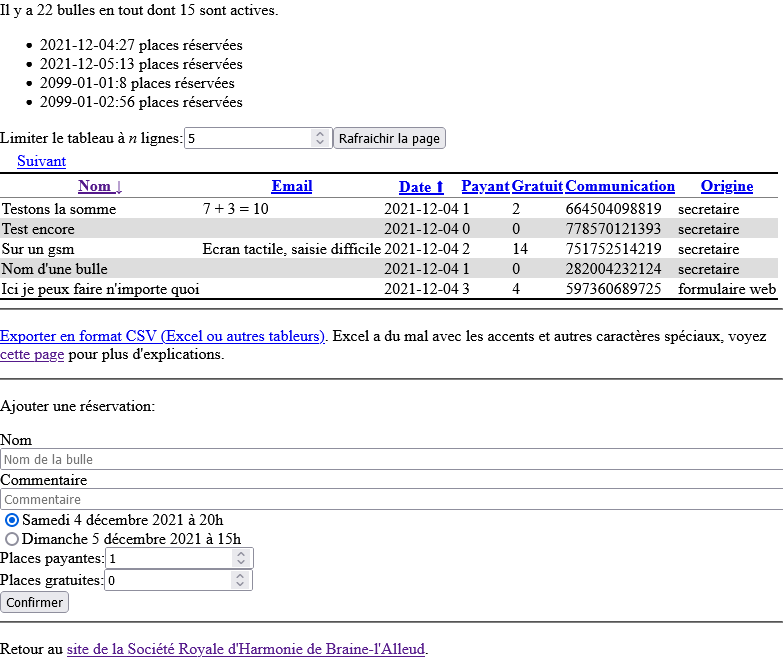 Il y a 22 bulles en tout dont 15 sont actives.
• 2021-12-04:27 places réservées
• 2021-12-05:13 places réservées
• 2099-01-01:8 places réservées
• 2099-01-02:56 places réservées
Limiter le tableau à n lignes: 5 Rafraichir la page
Suivant
Nom ↓ Email Date ⬆ Payant Gratuit Communication Origine
Testons la somme 7 + 3 = 10 2021-12-04 1 2 664504098819 secretaire
Test encore 2021-12-04 0 0 778570121393 secretaire
Sur un gsm Ecran tactile, saisie difficile 2021-12-04 2 14 751752514219 secretaire
Nom d'une bulle 2021-12-04 1 0 282004232124 secretaire
Ici je peux faire n'importe quoi 2021-12-04 3 4 597360689725 formulaire web
Exporter en format CSV (Excel ou autres tableurs). Excel a du mal avec les accents et autres caractères spéciaux, voyez
cette page pour plus d'explications.
Ajouter une réservation:
Nom
Nom de la bulle
Commentaire
Commentaire
Samedi 4 décembre 2021 à 20h
Dimanche 5 décembre 2021 à 15h
Places payantes: 1
Places gratuites: 0
Confirmer
Retour au site de la Société Royale d'Harmonie de Braine-l'Alleud.